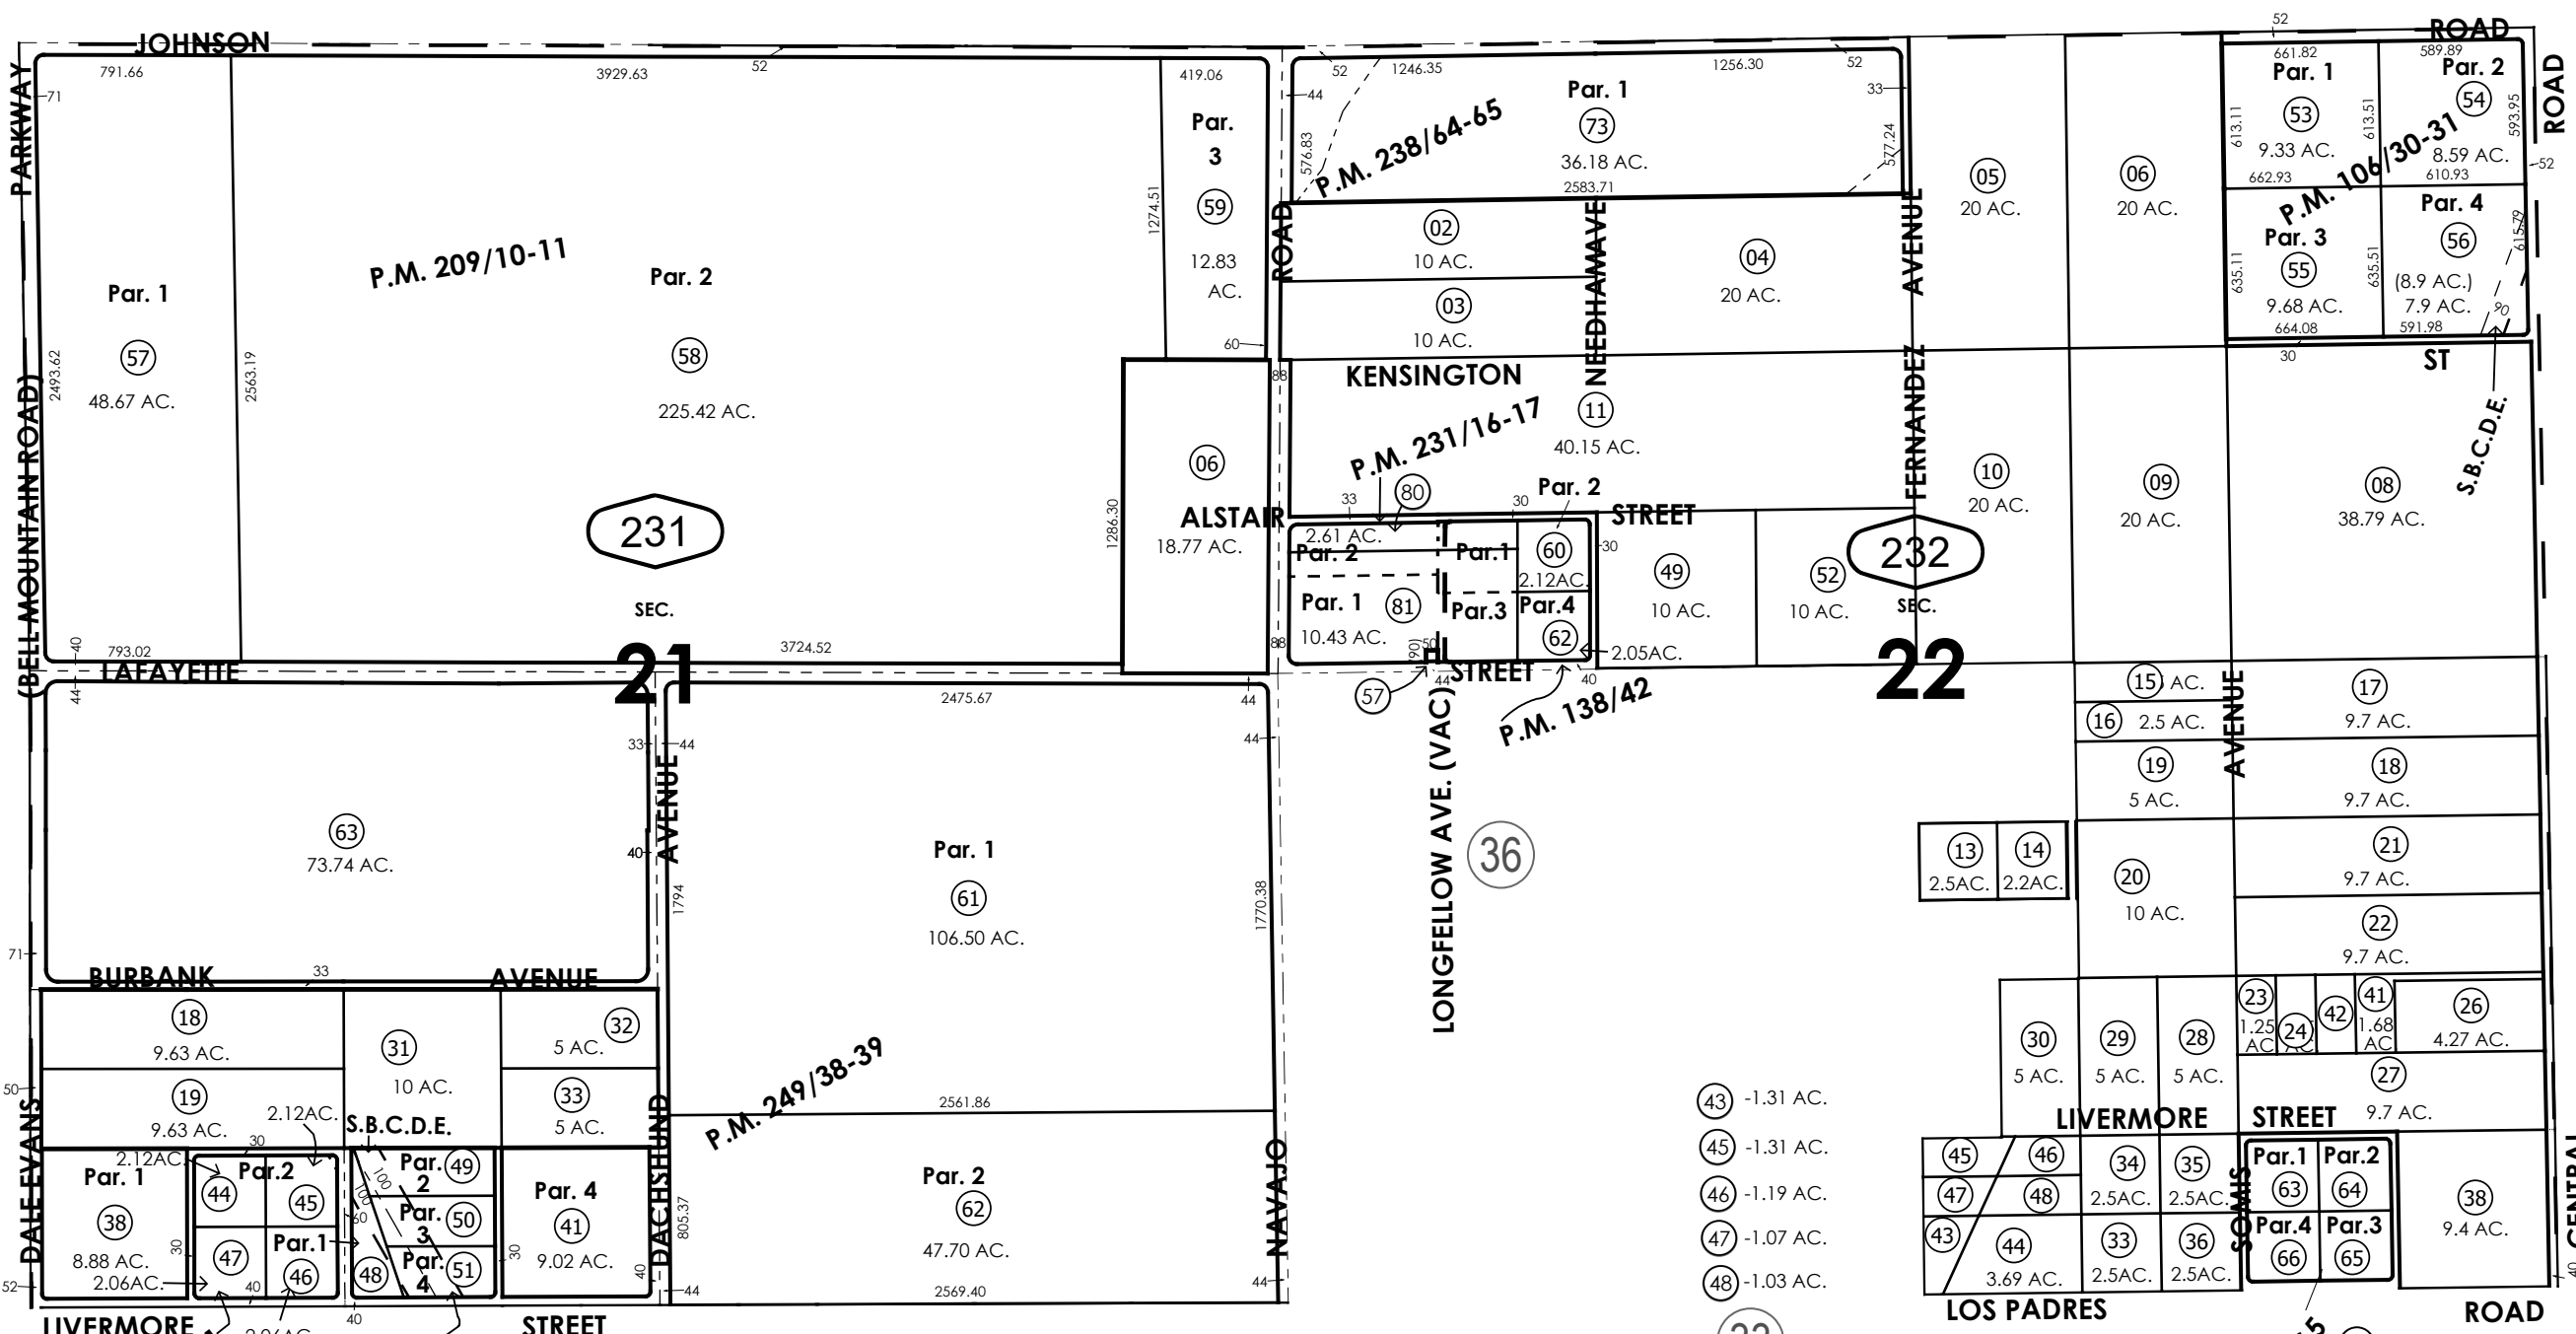 JOHNSON
ROAD
PARKWAY
(BELL MOUNTAIN ROAD)
DALE EVANS
791.66
3929.63
52
419.06
71
Par. 1
57
48.67 AC.
2493.62
2563.19
793.02
40
P.M. 209/10-11
Par. 2
58
225.42 AC.
231
SEC.
21
3724.52
Par.
3
59
12.83
AC.
1274.51
60
06
18.77 AC.
1286.30
88
88
ROAD
52
1246.35
1256.30
52
44
33
576.83
577.24
P.M. 238/64-65
Par. 1
73
36.18 AC.
2583.71
02
10 AC.
03
10 AC.
NEEDHAM AVE
04
20 AC.
AVENUE
FERNANDEZ
05
20 AC.
06
20 AC.
52
661.82
589.89
ROAD
Par. 1
53
9.33 AC.
613.11
613.51
662.93
Par. 2
54
8.59 AC.
593.95
610.93
52
P.M. 106/30-31
Par. 3
55
9.68 AC.
635.11
635.51
664.08
Par. 4
56
(8.9 AC.)
7.9 AC.
615.79
90
591.98
30
ST
S.B.C.D.E.
KENSINGTON
11
40.15 AC.
P.M. 231/16-17
80
33
30
Par. 2
ALSTAIR
STREET
2.61 AC.
Par. 2
Par. 1
81
10.43 AC.
Par.1
60
2.12AC.
Par.3
Par.4
62
2.05AC.
30
50
(90)
44
40
57
STREET
P.M. 138/42
49
10 AC.
52
10 AC.
232
SEC.
22
10
20 AC.
09
20 AC.
08
38.79 AC.
LAFAYETTE
44
2475.67
44
33
44
44
63
73.74 AC.
40
AVENUE
DACHSHUND
1794
Par. 1
61
106.50 AC.
1770.38
LONGFELLOW AVE. (VAC)
36
15
AC.
16
2.5 AC.
17
9.7 AC.
AVENUE
SOMIS
19
5 AC.
18
9.7 AC.
13
2.5AC.
14
2.2AC.
20
10 AC.
21
9.7 AC.
22
9.7 AC.
71
BURBANK
33
AVENUE
18
9.63 AC.
19
9.63 AC.
50
31
10 AC.
32
5 AC.
33
5 AC.
P.M. 249/38-39
2561.86
Par. 2
62
47.70 AC.
805.37
2569.40
44
44
NAVAJO
30
5 AC.
29
5 AC.
28
5 AC.
23
1.25
AC
24
AC
42
41
1.68
AC
26
4.27 AC.
27
9.7 AC.
LIVERMORE
STREET
43 -1.31 AC.
45 -1.31 AC.
46 -1.19 AC.
47 -1.07 AC.
48 -1.03 AC.
45
46
47
48
43
44
3.69 AC.
34
2.5AC.
35
2.5AC.
33
2.5AC.
36
2.5AC.
Par.1
63
Par.2
64
Par.4
66
Par.3
65
38
9.4 AC.
CENTRAL
40
LOS PADRES
ROAD
2.12AC.
S.B.C.D.E.
30
2.12AC.
Par. 1
38
8.88 AC.
2.06AC.
52
30
Par.2
44
45
47
Par.1
46
40
60
100
100
48
Par.
2
49
Par.
3
50
Par.
4
51
30
Par. 4
41
9.02 AC.
40
LIVERMORE
2.06AC.
40
STREET
5